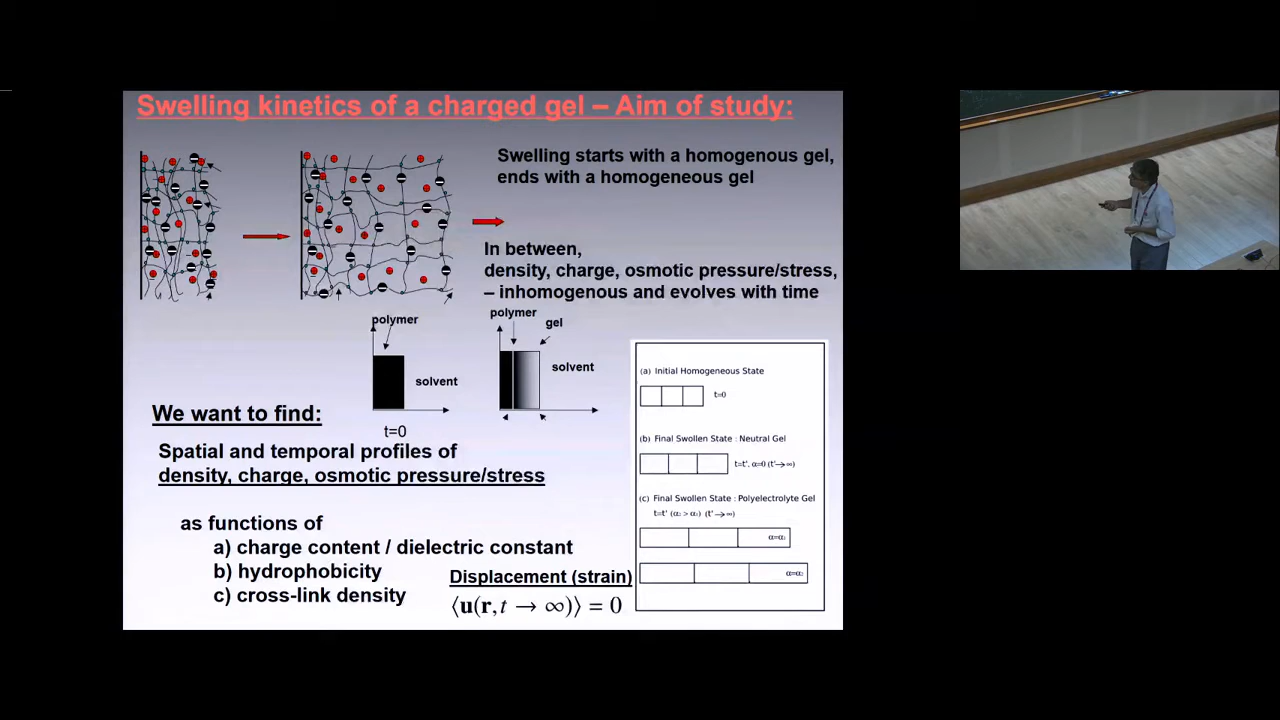 Swelling kinetics of a charged gel – Aim of study:
Swelling starts with a homogenous gel,
ends with a homogeneous gel
In between,
density, charge, osmotic pressure/stress,
– inhomogenous and evolves with time
polymer
solvent
t=0
polymer
gel
solvent
We want to find:
Spatial and temporal profiles of
density, charge, osmotic pressure/stress
as functions of
a) charge content / dielectric constant
b) hydrophobicity
c) cross-link density
Displacement (strain)
⟨u(r, t → ∞)⟩ = 0
(a) Initial Homogeneous State
t=0
(b) Final Swollen State : Neutral Gel
t=t', α=0 (t'→∞)
(c) Final Swollen State : Polyelectrolyte Gel
t=t' (α₂ > α₁) (t'→∞)
α=α₁
α=α₂